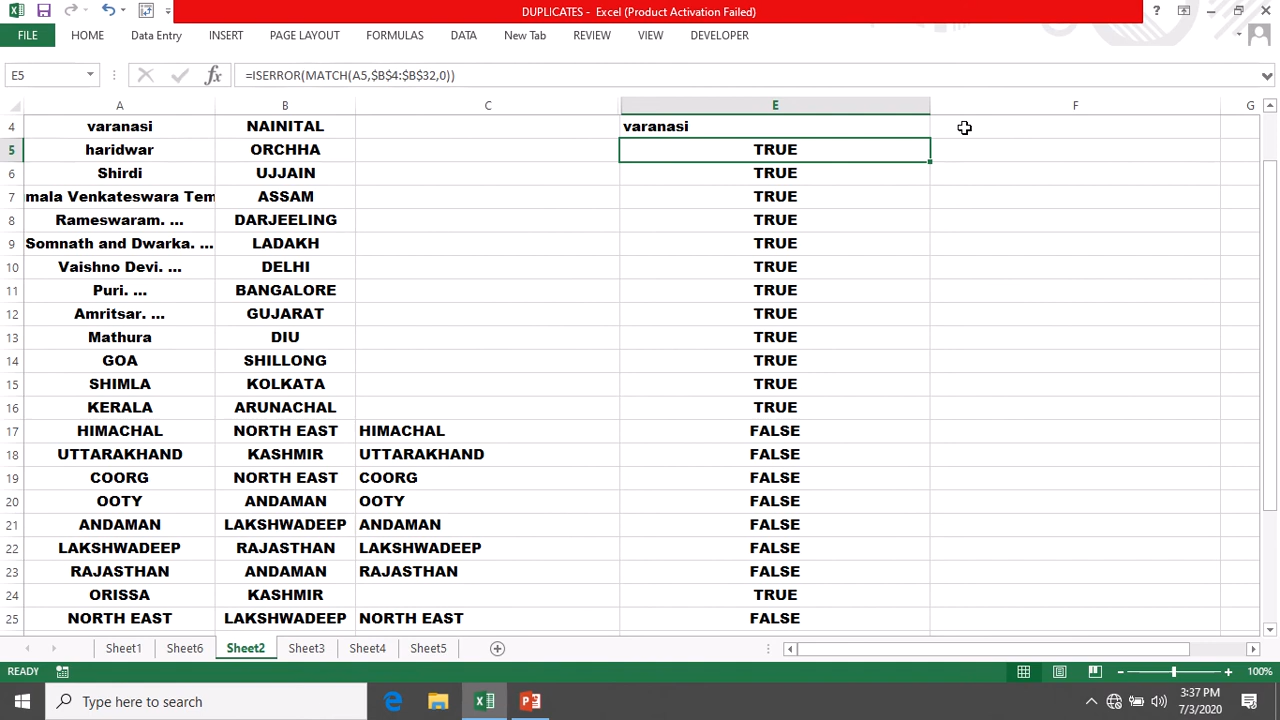 DUPLICATES - Excel (Product Activation Failed)
FILE HOME Data Entry INSERT PAGE LAYOUT FORMULAS DATA New Tab REVIEW VIEW DEVELOPER
E5 =ISERROR(MATCH(A5,$B$4:$B$32,0))
A B C E F G
4 varanasi NAINITAL varanasi
5 haridwar ORCHHA TRUE
6 Shirdi UJJAIN TRUE
7 mala Venkateswara Tem ASSAM TRUE
8 Rameswaram. ... DARJEELING TRUE
9 Somnath and Dwarka. ... LADAKH TRUE
10 Vaishno Devi. ... DELHI TRUE
11 Puri. ... BANGALORE TRUE
12 Amritsar. ... GUJARAT TRUE
13 Mathura DIU TRUE
14 GOA SHILLONG TRUE
15 SHIMLA KOLKATA TRUE
16 KERALA ARUNACHAL TRUE
17 HIMACHAL NORTH EAST HIMACHAL FALSE
18 UTTARAKHAND KASHMIR UTTARAKHAND FALSE
19 COORG NORTH EAST COORG FALSE
20 OOTY ANDAMAN OOTY FALSE
21 ANDAMAN LAKSHWADEEP ANDAMAN FALSE
22 LAKSHWADEEP RAJASTHAN LAKSHWADEEP FALSE
23 RAJASTHAN ANDAMAN RAJASTHAN FALSE
24 ORISSA KASHMIR TRUE
25 NORTH EAST LAKSHWADEEP NORTH EAST FALSE
Sheet1 Sheet6 Sheet2 Sheet3 Sheet4 Sheet5
READY 100%
Type here to search
3:37 PM
7/3/2020